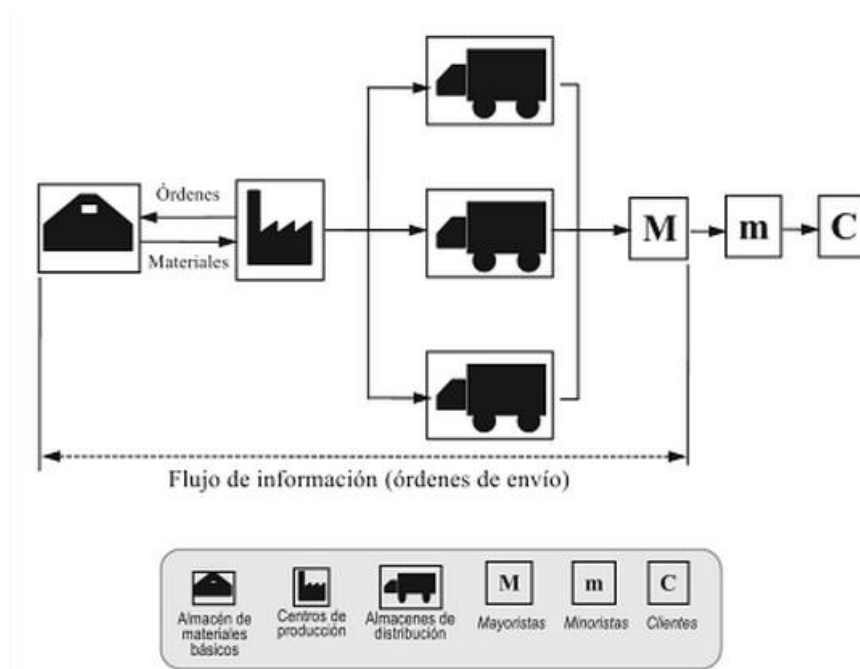 Órdenes
Materiales
M
m
C
Flujo de información (órdenes de envío)
Almacén de
materiales
básicos
Centros de
producción
Almacenes de
distribución
M
Mayoristas
m
Minoristas
C
Clientes